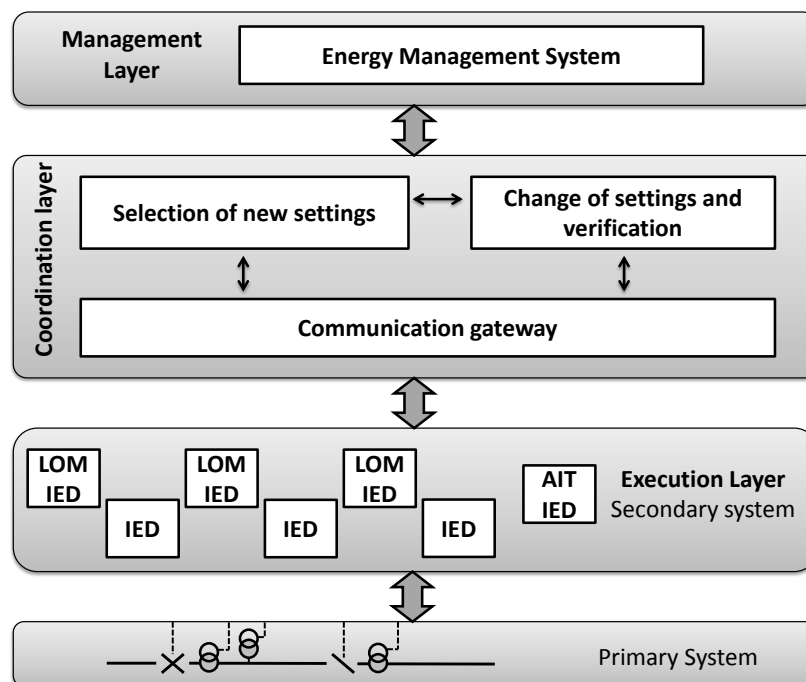 Management
Layer
Energy Management System
Coordination layer
Selection of new settings
Change of settings and
verification
Communication gateway
LOM
IED
IED
LOM
IED
IED
LOM
IED
IED
AIT
IED
Execution Layer
Secondary system
Primary System